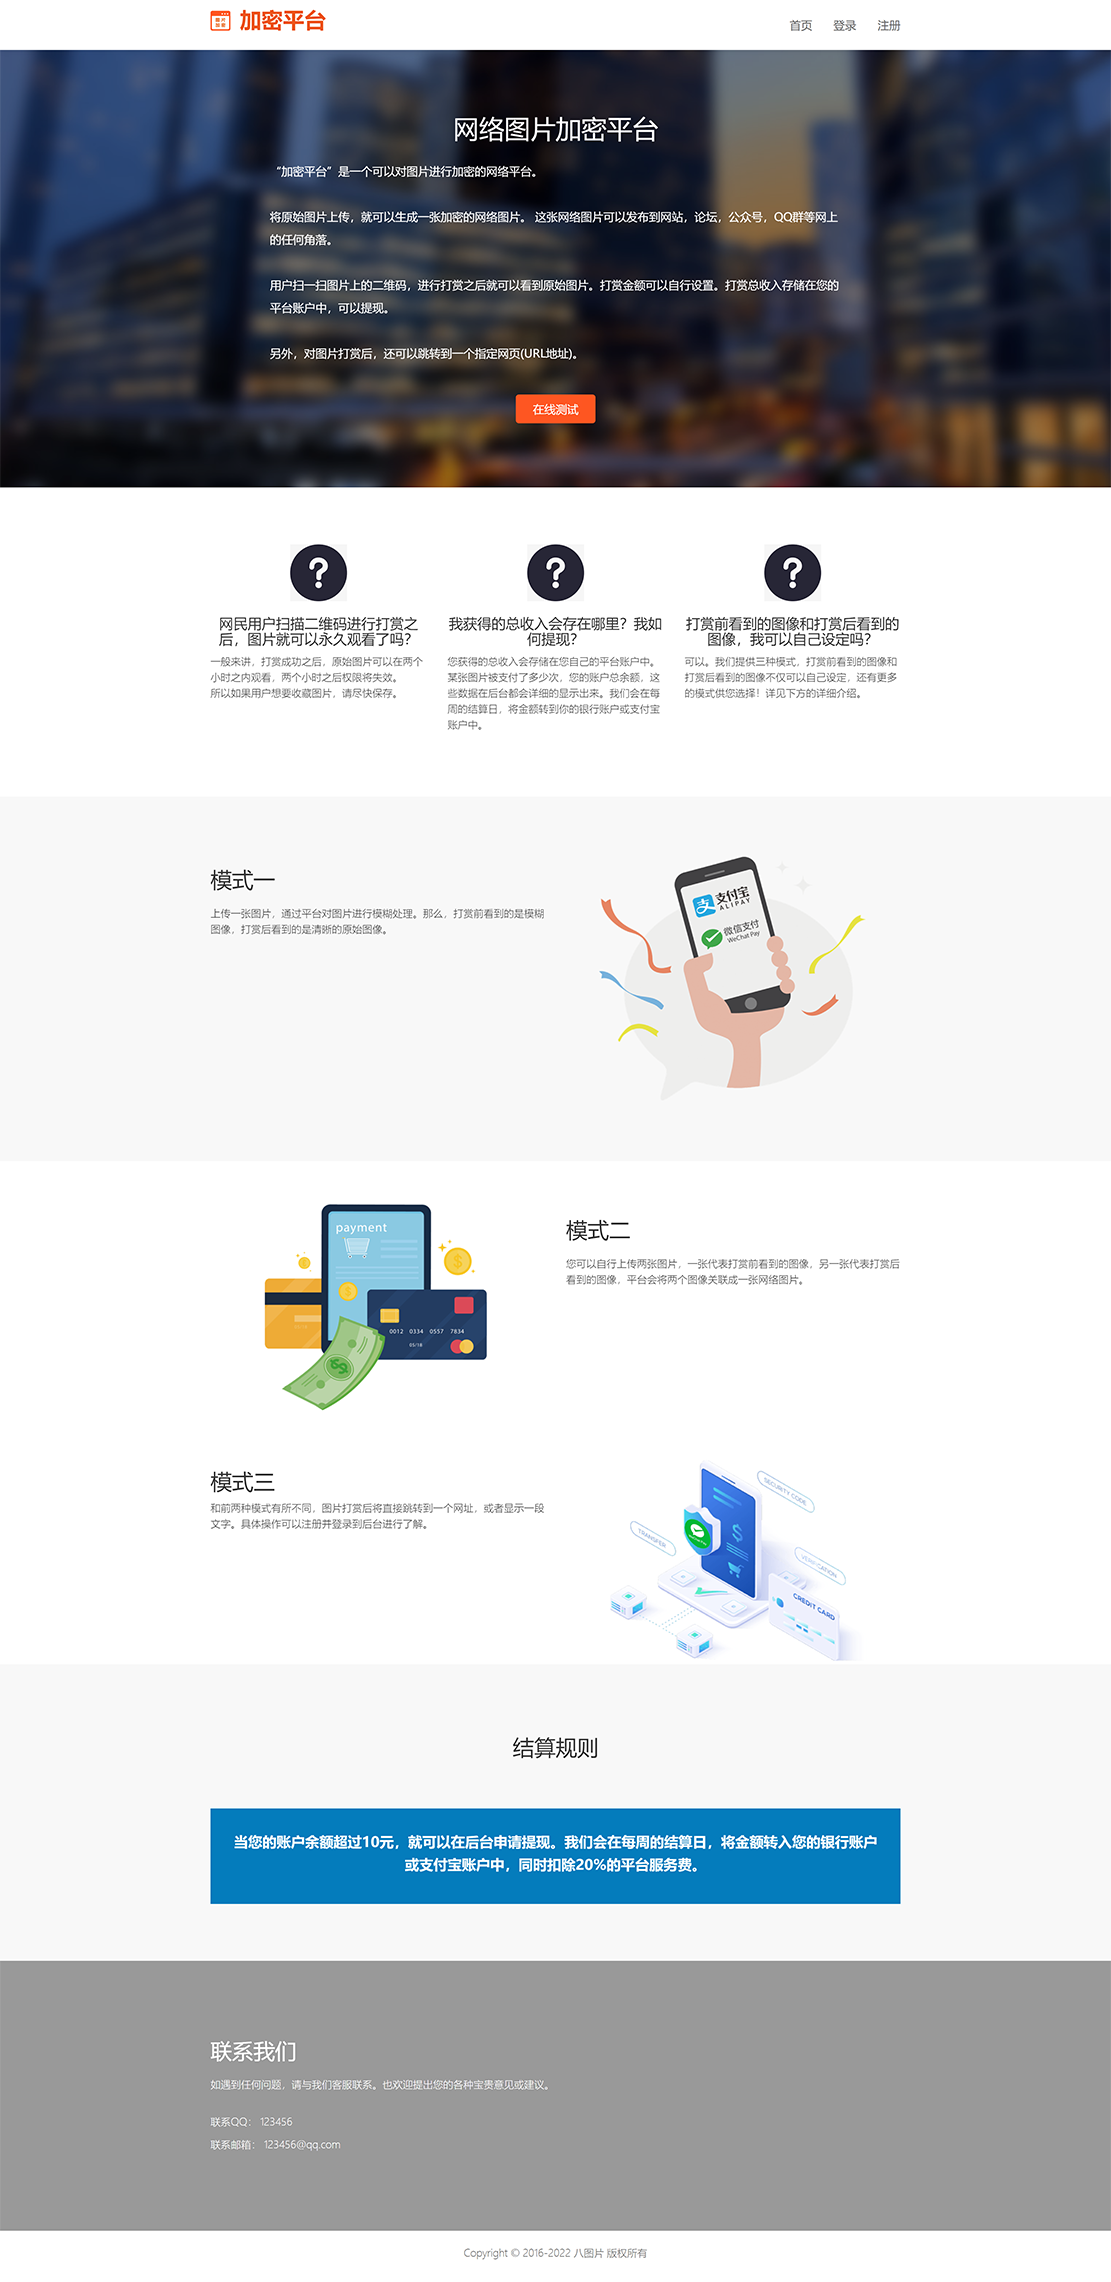 加密平台
首页 登录 注册
网络图片加密平台
“加密平台”是一个可以对图片进行加密的网络平台。
将原始图片上传，就可以生成一张加密的网络图片。 这张网络图片可以发布到网站，论坛，公众号，QQ群等网上
的任何角落。
用户扫一扫图片上的二维码，进行打赏之后就可以看到原始图片。打赏金额可以自行设置。打赏总收入存储在您的
平台账户中，可以提现。
另外，对图片打赏后，还可以跳转到一个指定网页(URL地址)。
在线测试
网民用户扫描二维码进行打赏之
后，图片就可以永久观看了吗？
一般来讲，打赏成功之后，原始图片可以在两个
小时之内观看，两个小时之后权限将失效。
所以如果用户想要收藏图片，请尽快保存。
我获得的总收入会存在哪里？我如
何提现？
您获得的总收入会存储在您自己的平台账户中。
某张图片被支付了多少次，您的账户总余额，这
些数据在后台都会详细的显示出来。我们会在每
周的结算日，将金额转到你的银行账户或支付宝
账户中。
打赏前看到的图像和打赏后看到的
图像，我可以自己设定吗？
可以。我们提供三种模式，打赏前看到的图像和
打赏后看到的图像不仅可以自己设定，还有更多
的模式供您选择！详见下方的详细介绍。
模式一
上传一张图片，通过平台对图片进行模糊处理。那么，打赏前看到的是模糊
图像，打赏后看到的是清晰的原始图像。
支付宝
ALIPAY
微信支付
WeChat Pay
payment
0012 0334 0557 7834
05/18
模式二
您可以自行上传两张图片，一张代表打赏前看到的图像，另一张代表打赏后
看到的图像，平台会将两个图像关联成一张网络图片。
模式三
和前两种模式有所不同，图片打赏后将直接跳转到一个网址，或者显示一段
文字。具体操作可以注册并登录到后台进行了解。
SECURITY CODE
TRANSFER
VERIFICATION
CREDIT CARD
结算规则
当您的账户余额超过10元，就可以在后台申请提现。我们会在每周的结算日，将金额转入您的银行账户
或支付宝账户中，同时扣除20%的平台服务费。
联系我们
如遇到任何问题，请与我们客服联系。也欢迎提出您的各种宝贵意见或建议。
联系QQ： 123456
联系邮箱： 123456@qq.com
Copyright © 2016-2022 八图片 版权所有